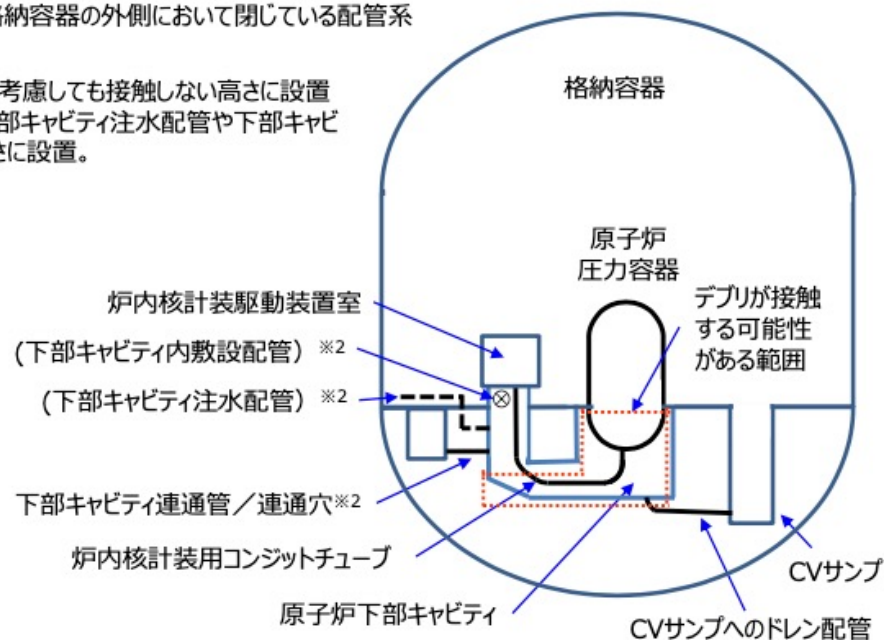 格納容器の外側において閉じている配管系
考慮しても接触しない高さに設置
部キャビティ注水配管や下部キャビ
さに設置。
格納容器
原子炉
圧力容器
デブリが接触
する可能性
がある範囲
炉内核計装駆動装置室
(下部キャビティ内敷設配管) ※2
(下部キャビティ注水配管) ※2
下部キャビティ連通管/連通穴※2
炉内核計装用コンジットチューブ
原子炉下部キャビティ
CVサンプ
CVサンプへのドレン配管